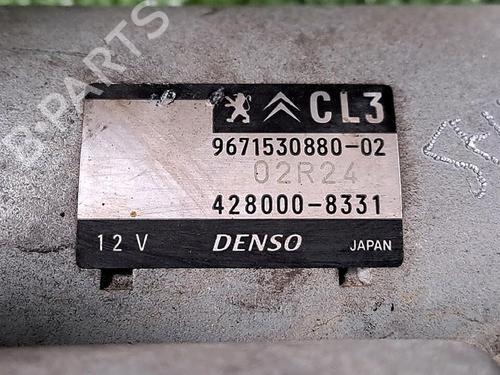 B-PARTS
CL3
9671530880-02
02R24
428000-8331
12 V DENSO JAPAN